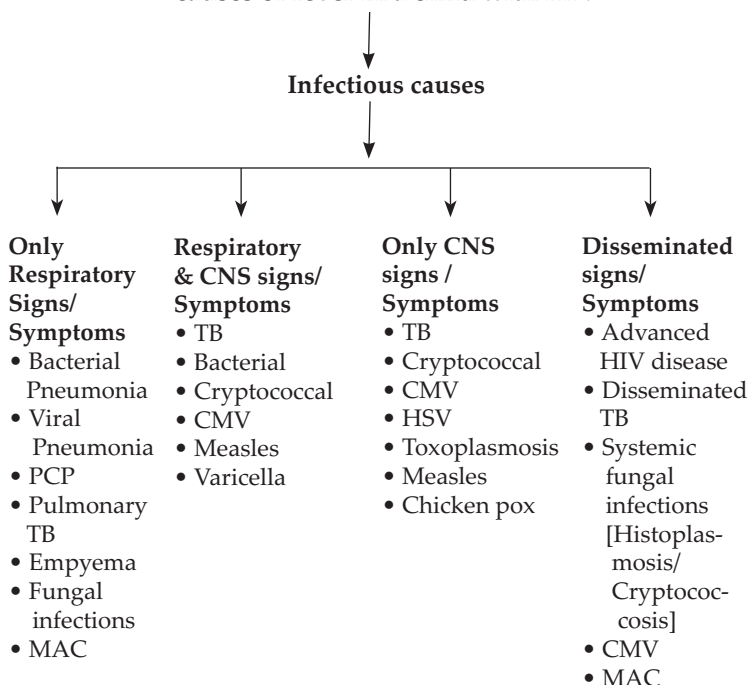 Infectious causes
Only
Respiratory
Signs/
Symptoms
• Bacterial
Pneumonia
• Viral
Pneumonia
• PCP
• Pulmonary
TB
• Empyema
• Fungal
infections
• MAC
Respiratory
& CNS signs/
Symptoms
• TB
• Bacterial
• Cryptococcal
• CMV
• Measles
• Varicella
Only CNS
signs /
Symptoms
• TB
• Cryptococcal
• CMV
• HSV
• Toxoplasmosis
• Measles
• Chicken pox
Disseminated
signs/
Symptoms
• Advanced
HIV disease
• Disseminated
TB
• Systemic
fungal
infections
[Histoplas-
mosis/
Cryptococ-
cosis]
• CMV
• MAC